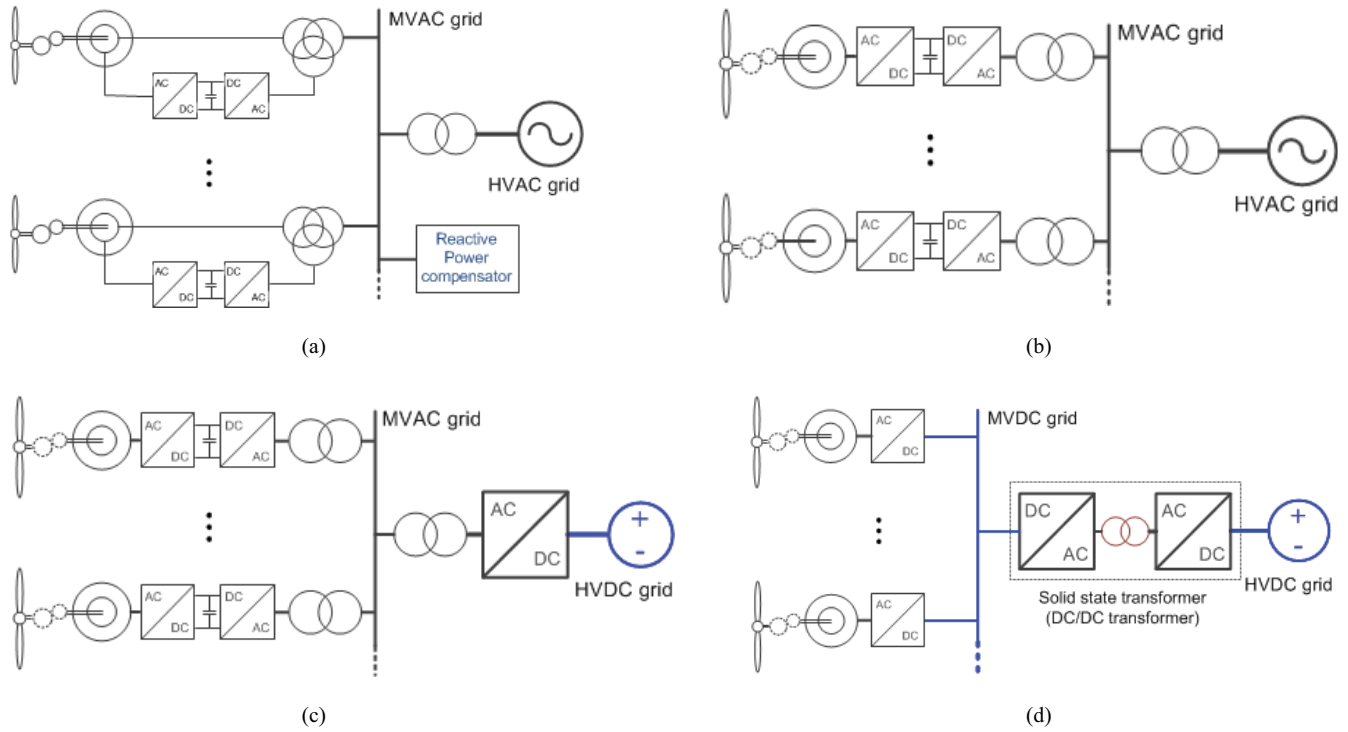 MVAC grid
AC
DC
DC
AC
HVAC grid
AC
DC
DC
AC
Reactive
Power
compensator
(a)
MVAC grid
AC
DC
DC
AC
HVAC grid
AC
DC
DC
AC
(b)
MVAC grid
AC
DC
DC
AC
AC
DC
+
-
HVDC grid
AC
DC
DC
AC
(c)
MVDC grid
AC
DC
DC
AC
AC
DC
+
-
HVDC grid
Solid state transformer
(DC/DC transformer)
AC
DC
(d)